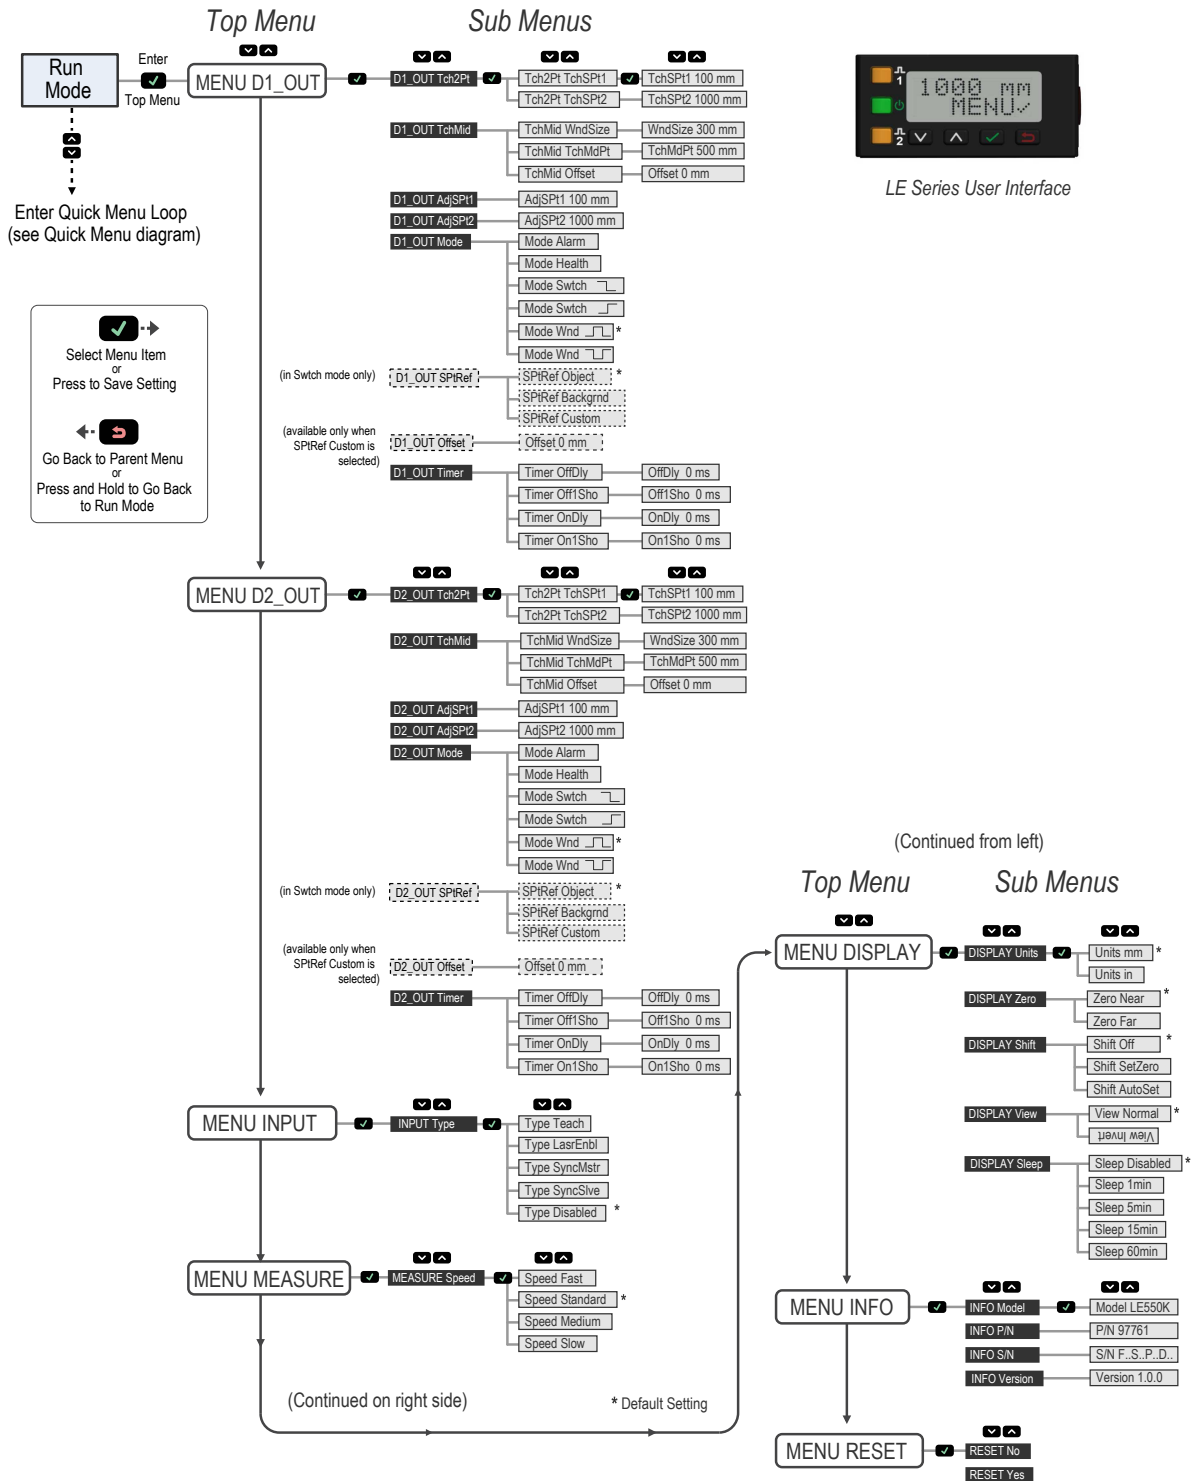 Top Menu
Sub Menus
Run
Mode
Enter
Top Menu
MENU D1_OUT
D1_OUT Tch2Pt
Tch2Pt TchSPt1
TchSPt1 100 mm
Tch2Pt TchSPt2
TchSPt2 1000 mm
D1_OUT TchMid
TchMid WndSize
WndSize 300 mm
TchMid TchMdPt
TchMdPt 500 mm
TchMid Offset
Offset 0 mm
D1_OUT AdjSPt1
AdjSPt1 100 mm
D1_OUT AdjSPt2
AdjSPt2 1000 mm
D1_OUT Mode
Mode Alarm
Mode Health
Mode Swtch
Mode Swtch
Mode Wnd *
Mode Wnd
(in Swtch mode only)
D1_OUT SPtRef
SPtRef Object *
SPtRef Backgrnd
SPtRef Custom
(available only when
SPtRef Custom is
selected)
D1_OUT Offset
Offset 0 mm
D1_OUT Timer
Timer OffDly
OffDly 0 ms
Timer Off1Sho
Off1Sho 0 ms
Timer OnDly
OnDly 0 ms
Timer On1Sho
On1Sho 0 ms
Enter Quick Menu Loop
(see Quick Menu diagram)
Select Menu Item
or
Press to Save Setting
Go Back to Parent Menu
or
Press and Hold to Go Back
to Run Mode
1
2
1000 mm
MENU✓
LE Series User Interface
MENU D2_OUT
D2_OUT Tch2Pt
Tch2Pt TchSPt1
TchSPt1 100 mm
Tch2Pt TchSPt2
TchSPt2 1000 mm
D2_OUT TchMid
TchMid WndSize
WndSize 300 mm
TchMid TchMdPt
TchMdPt 500 mm
TchMid Offset
Offset 0 mm
D2_OUT AdjSPt1
AdjSPt1 100 mm
D2_OUT AdjSPt2
AdjSPt2 1000 mm
D2_OUT Mode
Mode Alarm
Mode Health
Mode Swtch
Mode Swtch
Mode Wnd *
Mode Wnd
(in Swtch mode only)
D2_OUT SPtRef
SPtRef Object *
SPtRef Backgrnd
SPtRef Custom
(available only when
SPtRef Custom is
selected)
D2_OUT Offset
Offset 0 mm
D2_OUT Timer
Timer OffDly
OffDly 0 ms
Timer Off1Sho
Off1Sho 0 ms
Timer OnDly
OnDly 0 ms
Timer On1Sho
On1Sho 0 ms
MENU INPUT
INPUT Type
Type Teach
Type LasrEnbl
Type SyncMstr
Type SyncSlve
Type Disabled *
MENU MEASURE
MEASURE Speed
Speed Fast
Speed Standard *
Speed Medium
Speed Slow
(Continued on right side)
* Default Setting
(Continued from left)
Top Menu
Sub Menus
MENU DISPLAY
DISPLAY Units
Units mm *
Units in
DISPLAY Zero
Zero Near *
Zero Far
DISPLAY Shift
Shift Off *
Shift SetZero
Shift AutoSet
DISPLAY View
View Normal *
View Invert
DISPLAY Sleep
Sleep Disabled *
Sleep 1min
Sleep 5min
Sleep 15min
Sleep 60min
MENU INFO
INFO Model
Model LE550K
INFO P/N
P/N 97761
INFO S/N
S/N F..S..P..D..
INFO Version
Version 1.0.0
MENU RESET
RESET No
RESET Yes